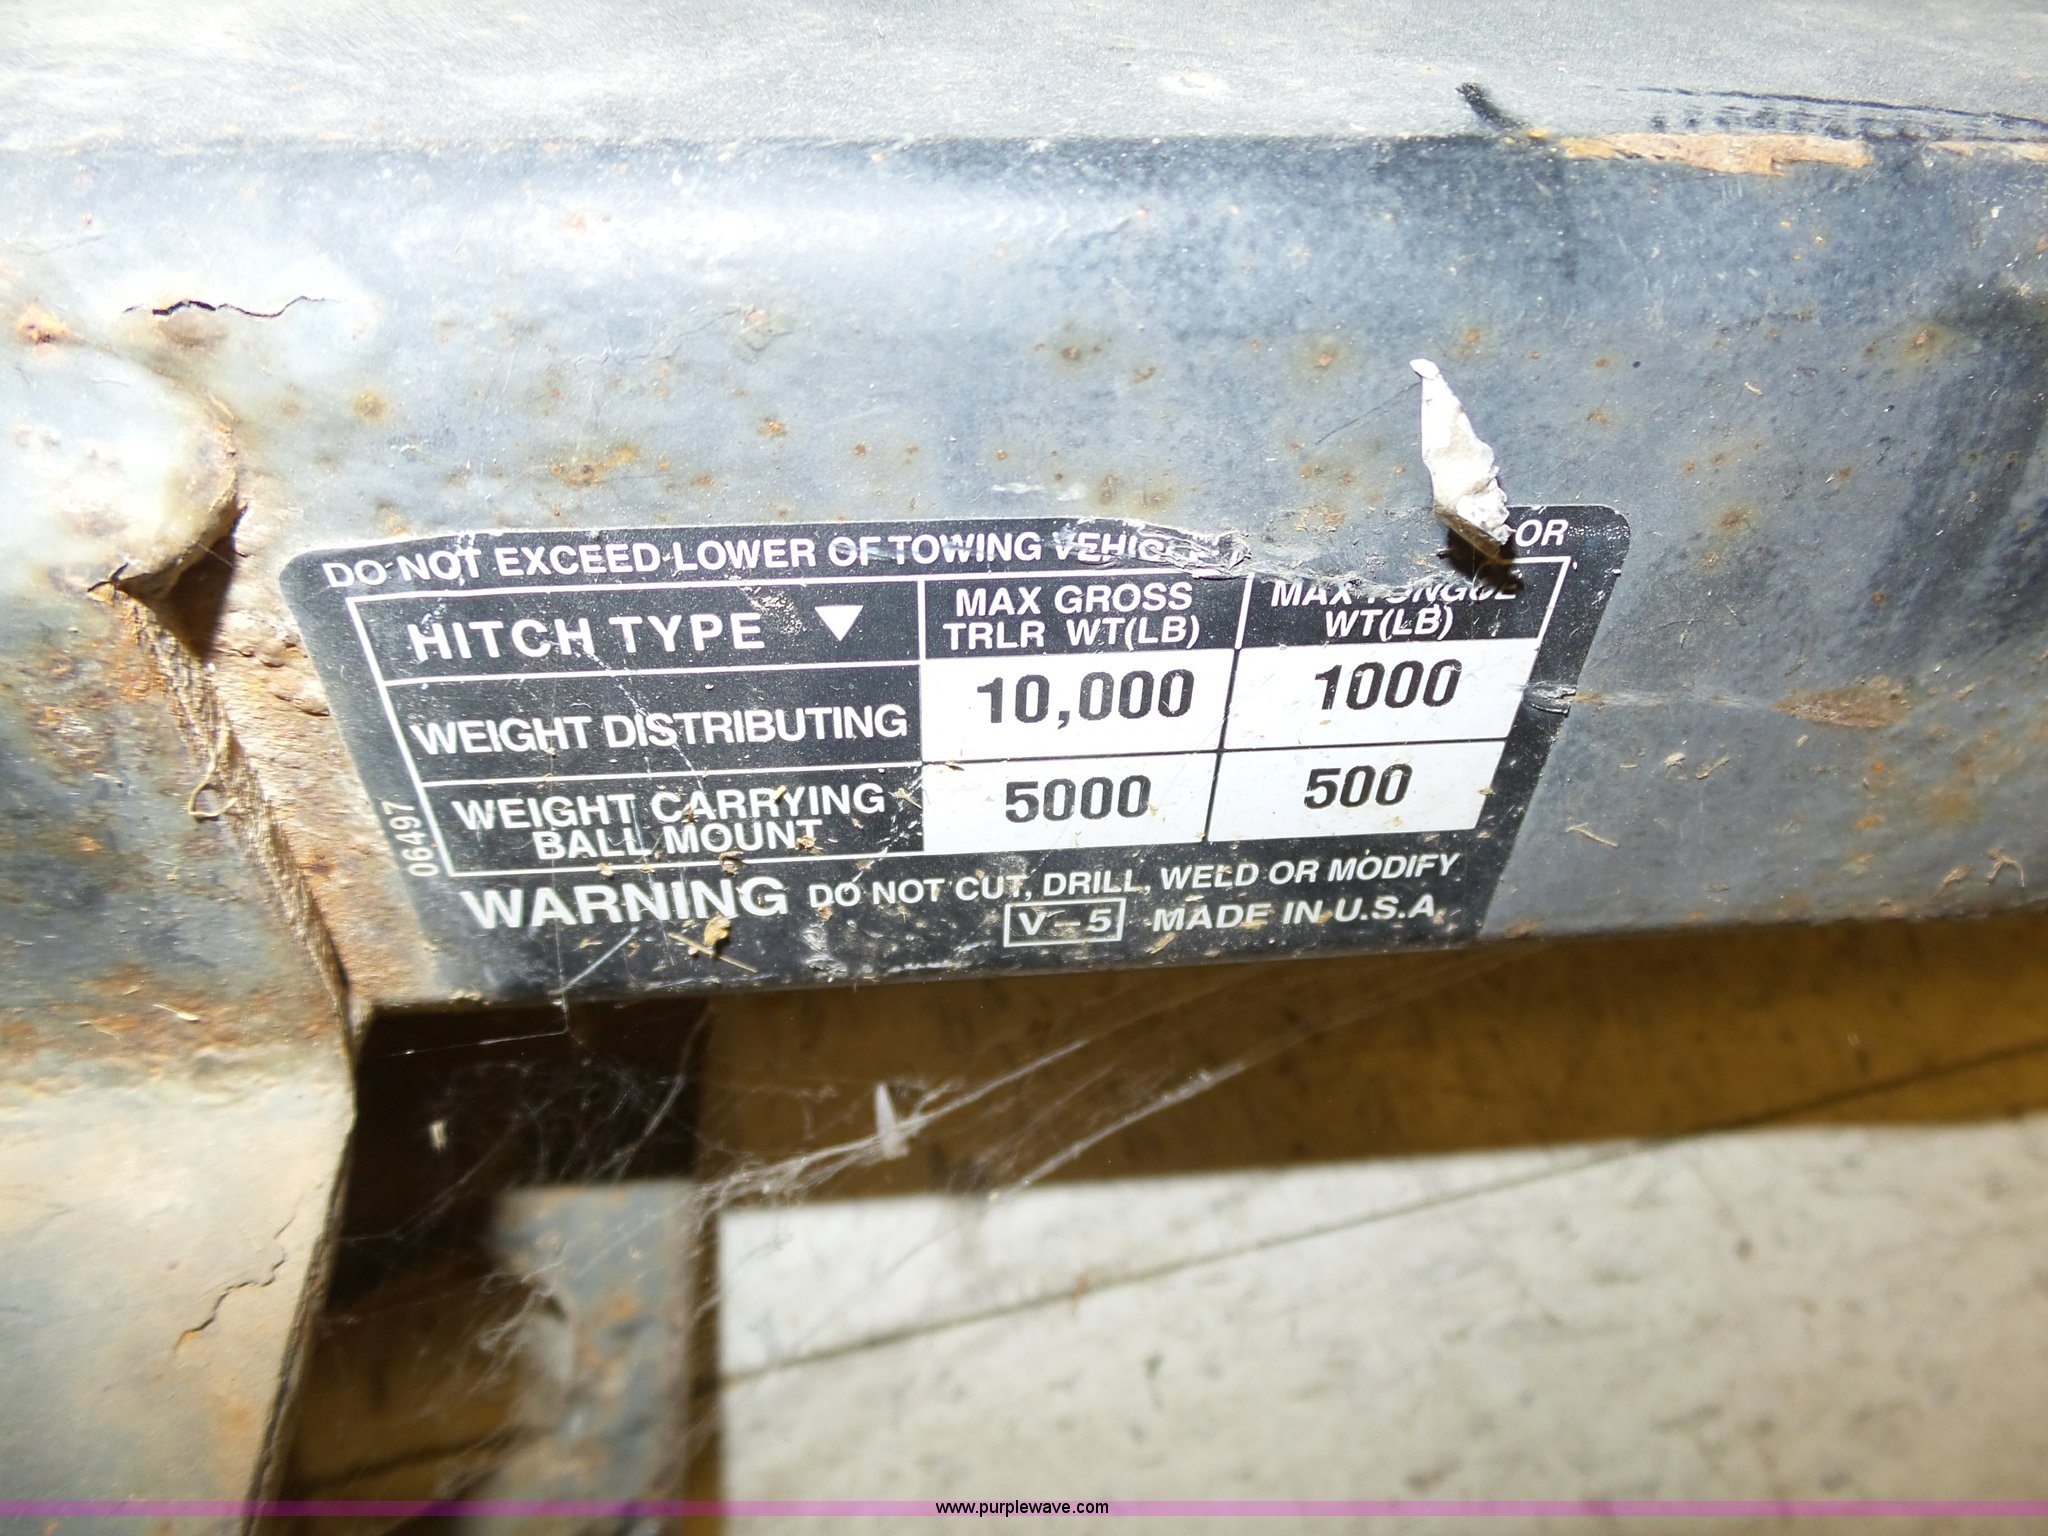 DO NOT EXCEED LOWER OF TOWING OR
HITCH TYPE
MAX GROSS
TRLR WT(LB)
MAX TONGUE
WT(LB)
WEIGHT DISTRIBUTING
10,000
1000
WEIGHT CARRYING
BALL MOUNT
5000
500
06497
WARNING DO NOT CUT, DRILL, WELD OR MODIFY
V-5 MADE IN U.S.A.
www.purplewave.com